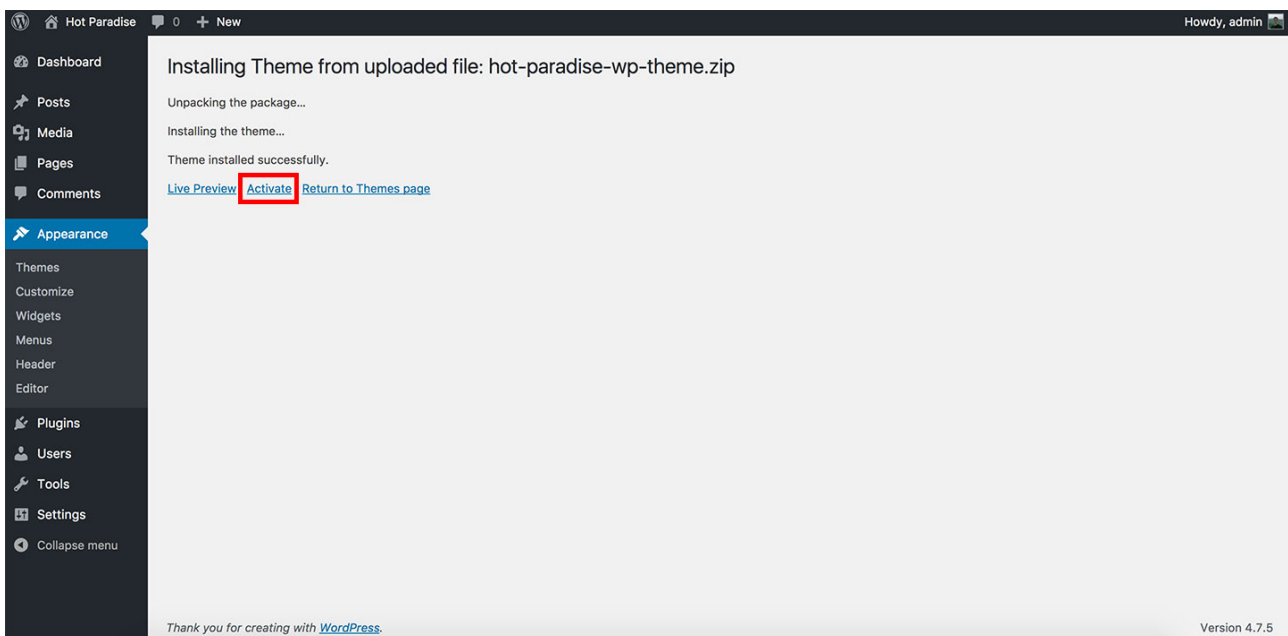 Hot Paradise 0 New Howdy, admin
Dashboard
Posts
Media
Pages
Comments
Appearance
Themes
Customize
Widgets
Menus
Header
Editor
Plugins
Users
Tools
Settings
Collapse menu
Installing Theme from uploaded file: hot-paradise-wp-theme.zip
Unpacking the package…
Installing the theme…
Theme installed successfully.
Live Preview Activate Return to Themes page
Thank you for creating with WordPress. Version 4.7.5